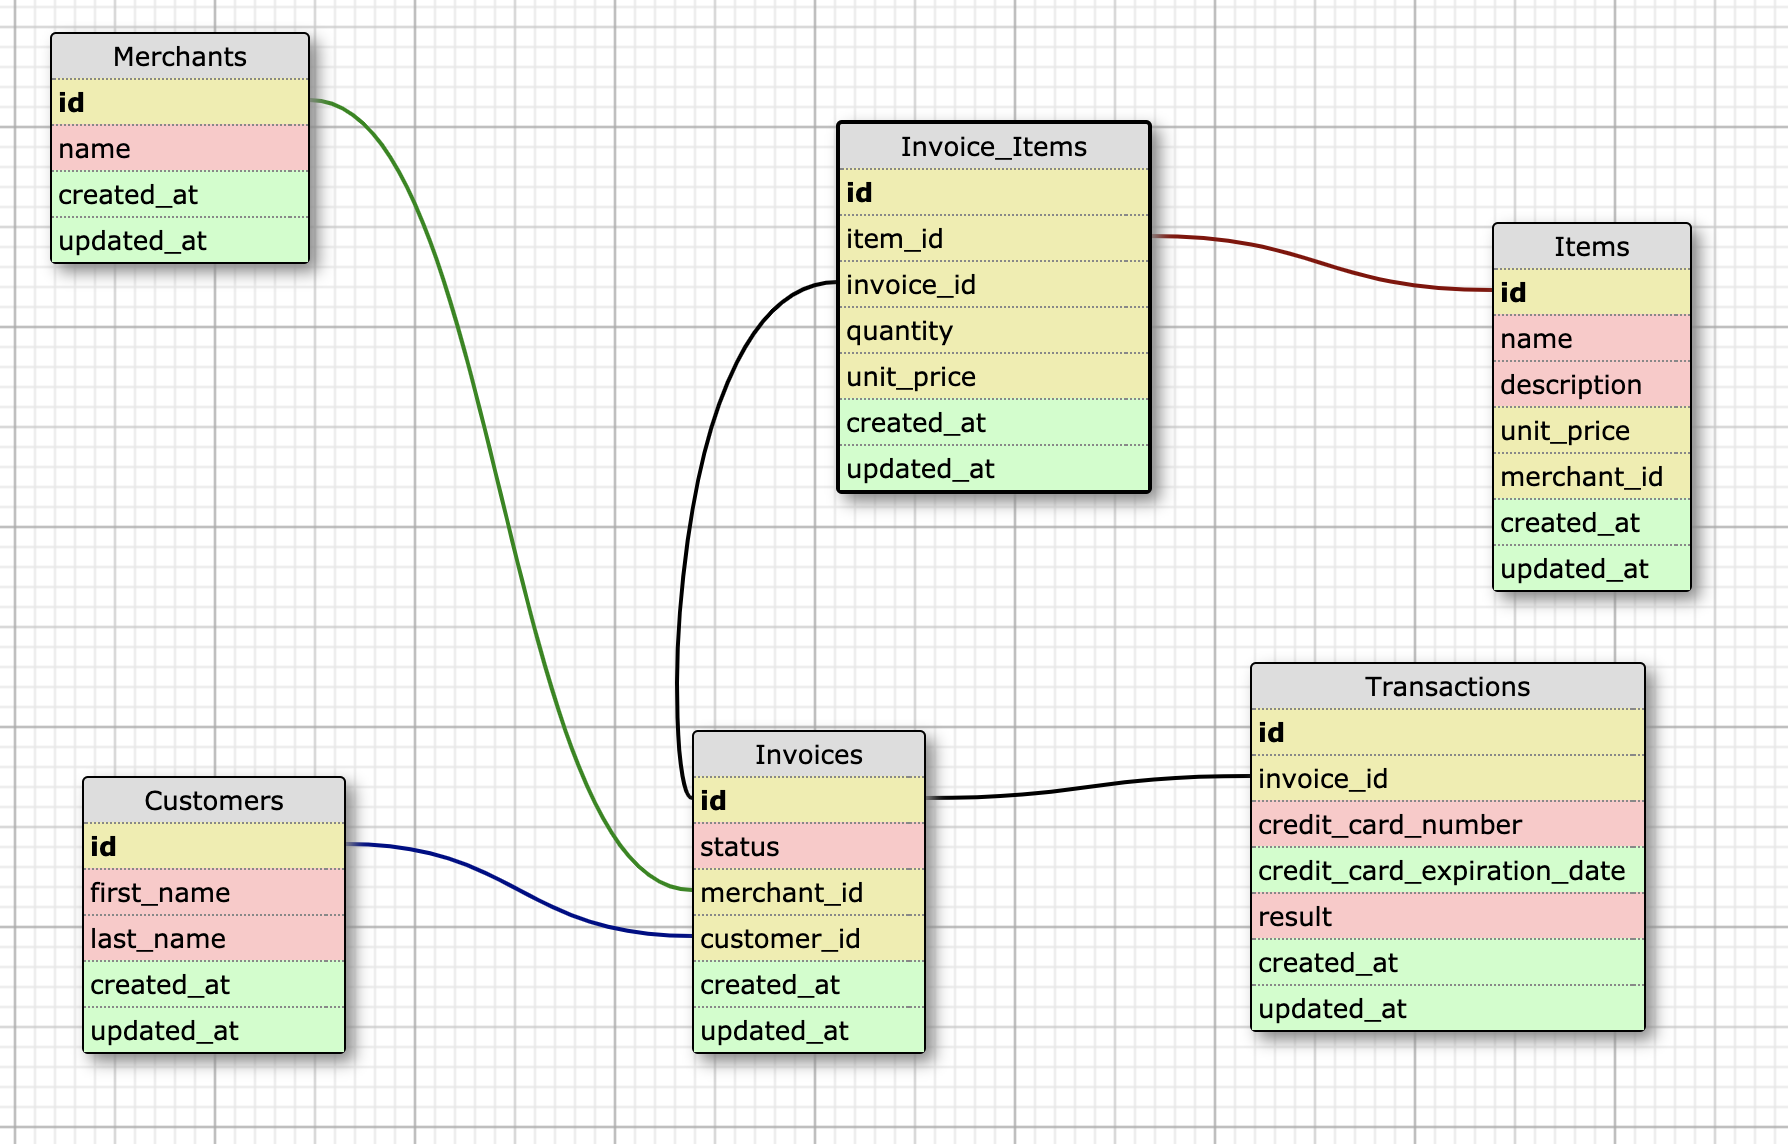 Merchants
id
name
created_at
updated_at
Invoice_Items
id
item_id
invoice_id
quantity
unit_price
created_at
updated_at
Items
id
name
description
unit_price
merchant_id
created_at
updated_at
Customers
id
first_name
last_name
created_at
updated_at
Invoices
id
status
merchant_id
customer_id
created_at
updated_at
Transactions
id
invoice_id
credit_card_number
credit_card_expiration_date
result
created_at
updated_at